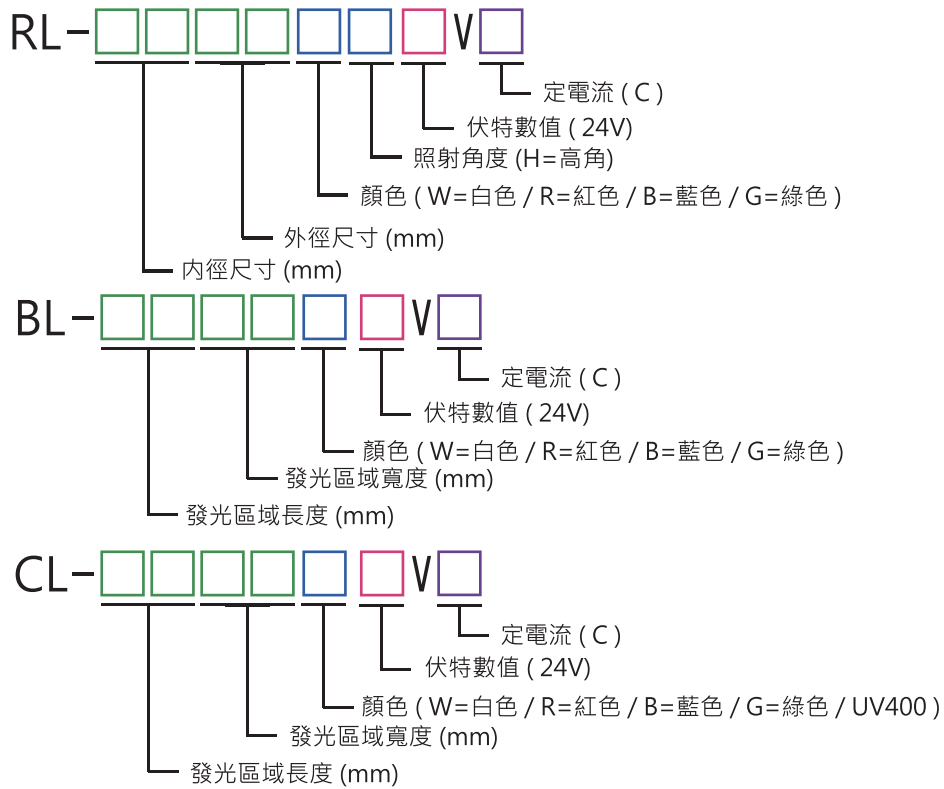 RL- V
定電流 ( C )
伏特數值 ( 24V)
照射角度 (H=高角)
顏色 ( W=白色 / R=紅色 / B=藍色 / G=綠色 )
外徑尺寸 (mm)
內徑尺寸 (mm)
BL- V
定電流 ( C )
伏特數值 ( 24V)
顏色 ( W=白色 / R=紅色 / B=藍色 / G=綠色 )
發光區域寬度 (mm)
發光區域長度 (mm)
CL- V
定電流 ( C )
伏特數值 ( 24V)
顏色 ( W=白色 / R=紅色 / B=藍色 / G=綠色 / UV400 )
發光區域寬度 (mm)
發光區域長度 (mm)